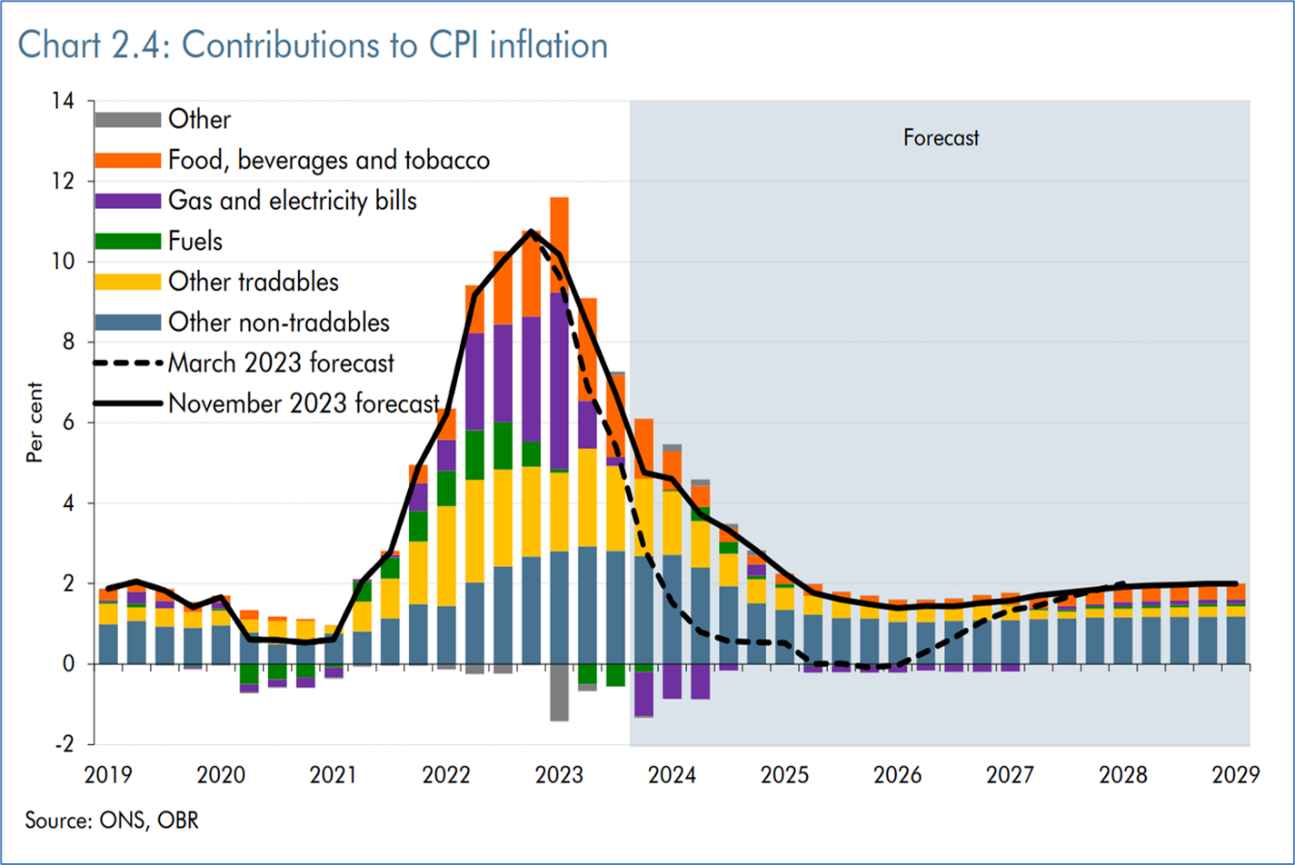 Chart 2.4: Contributions to CPI inflation
14
12
10
8
6
4
2
0
-2
Per cent
Other
Food, beverages and tobacco
Gas and electricity bills
Fuels
Other tradables
Other non-tradables
March 2023 forecast
November 2023 forecast
Forecast
2019 2020 2021 2022 2023 2024 2025 2026 2027 2028 2029
Source: ONS, OBR